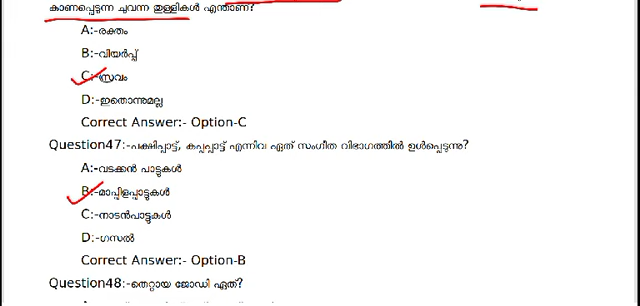 കാണപ്പെടുന്ന ചുവന്ന തുള്ളികൾ എന്താണ്?
A:-രക്തം
B:-വിയർപ്പ്
C:-സ്രവം
D:-ഇതൊന്നുമല്ല
Correct Answer:- Option-C
Question47:-പക്ഷിപ്പാട്ട്, കപ്പപ്പാട്ട് എന്നിവ ഏത് സംഗീത വിഭാഗത്തിൽ ഉൾപ്പെടുന്നു?
A:-വടക്കൻ പാട്ടുകൾ
B:-മാപ്പിളപ്പാട്ടുകൾ
C:-നാടൻപാട്ടുകൾ
D:-ഗസൽ
Correct Answer:- Option-B
Question48:-തെറ്റായ ജോഡി ഏത്?